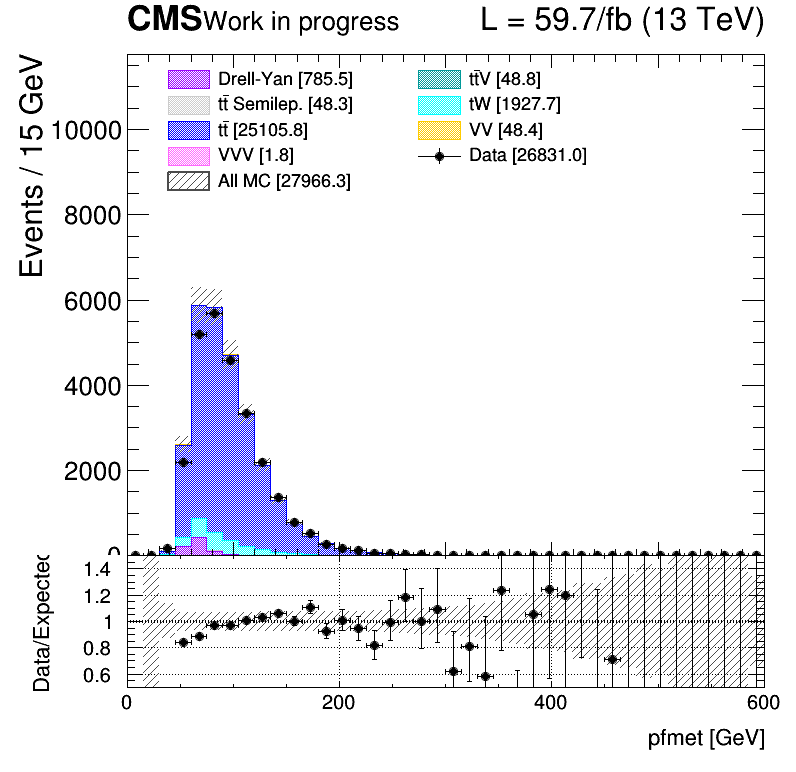 CMS Work in progress L = 59.7/fb (13 TeV)
Events / 15 GeV
Drell-Yan [785.5]
tt̄ Semilep. [48.3]
tt̄ [25105.8]
VVV [1.8]
All MC [27966.3]
tt̄V [48.8]
tW [1927.7]
VV [48.4]
Data [26831.0]
10000
8000
6000
4000
2000
0
Data/Expected
1.4
1.2
1
0.8
0.6
0 200 400 600
pfmet [GeV]